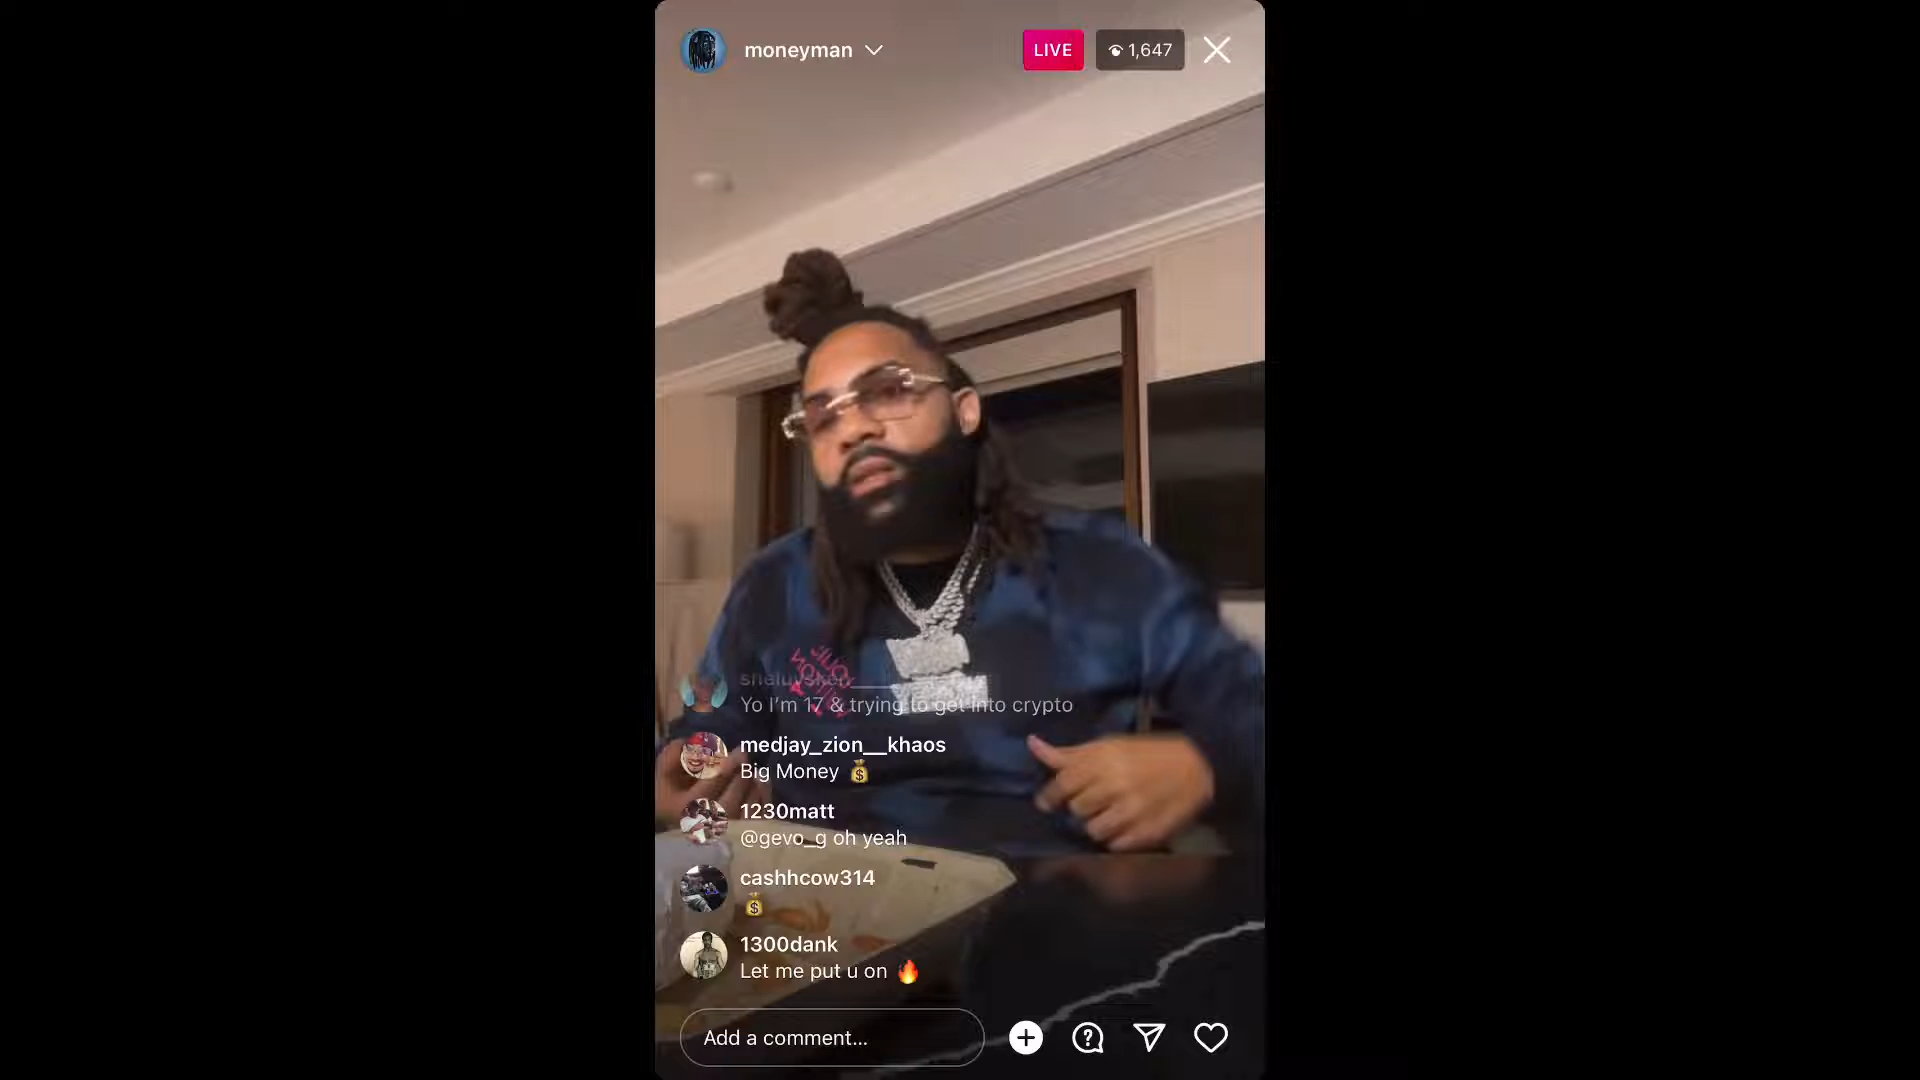 moneyman
LIVE
1,647
sheluvsken____
Yo I’m 17 & trying to get into crypto
medjay_zion__khaos
Big Money 💰
1230matt
@gevo_g oh yeah
cashhcow314
💰
1300dank
Let me put u on 🔥
Add a comment...